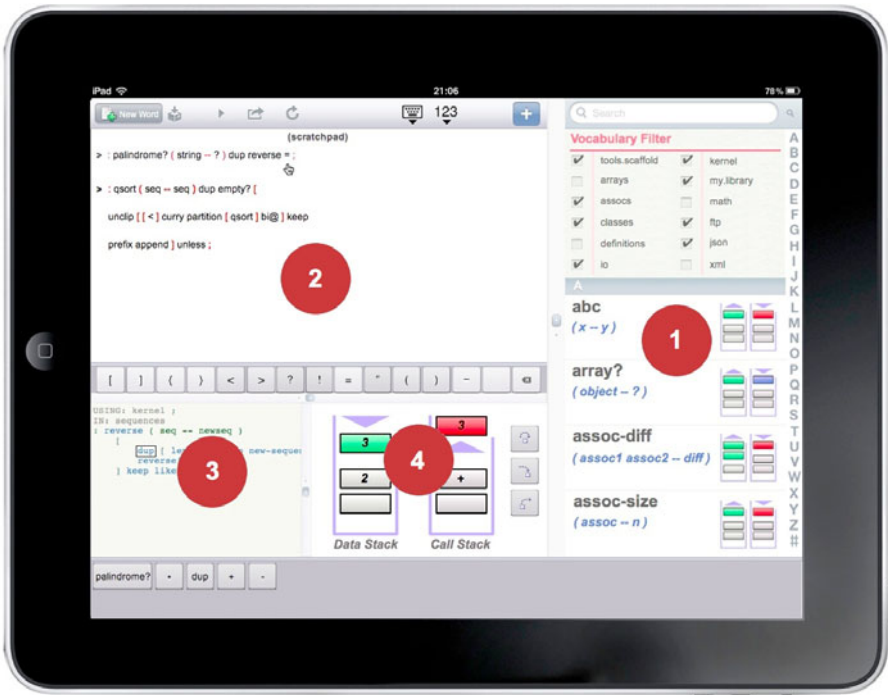 iPad 21:06 78%
New Word 123 +
Search
(scratchpad)
> : palindrome? ( string -- ? ) dup reverse = ;
> : qsort ( seq -- seq ) dup empty? [
unclip [ [ < ] curry partition [ qsort ] bi@ ] keep
prefix append ] unless ;
2
[ ] { } < > ? ! = " ( ) -
USING: kernel ;
IN: sequences
: reverse ( seq -- newseq )
[
dup [ new-sequen
reverse
] keep like
3
3 3
2 +
4
Data Stack Call Stack
palindrome? dup + -
Vocabulary Filter
tools.scaffold kernel
arrays my.library
assocs math
classes ftp
definitions json
io xml
A
abc
( x -- y )
1
array?
( object -- ? )
assoc-diff
( assoc1 assoc2 -- diff )
assoc-size
( assoc -- n )
A
B
C
D
E
F
G
H
I
J
K
L
M
N
O
P
Q
R
S
T
U
V
W
X
Y
Z
#